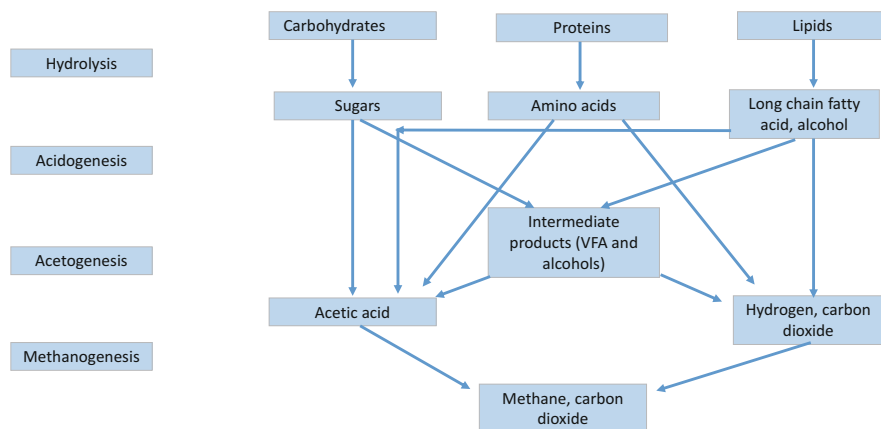 Carbohydrates
Proteins
Lipids
Hydrolysis
Sugars
Amino acids
Long chain fatty
acid, alcohol
Acidogenesis
Intermediate
products (VFA and
alcohols)
Acetogenesis
Acetic acid
Hydrogen, carbon
dioxide
Methanogenesis
Methane, carbon
dioxide